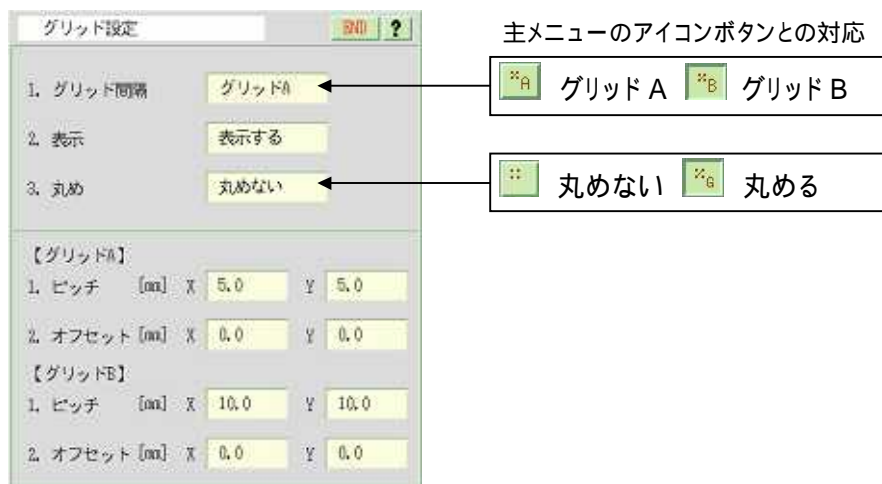 グリッド設定 END ?
主メニューのアイコンボタンとの対応
1. グリッド間隔 グリッドA
×A グリッド A ×B グリッド B
2. 表示 表示する
3. 丸め 丸めない
丸めない ×G 丸める
【グリッドA】
1. ピッチ [mm] X 5.0 Y 5.0
2. オフセット [mm] X 0.0 Y 0.0
【グリッドB】
1. ピッチ [mm] X 10.0 Y 10.0
2. オフセット [mm] X 0.0 Y 0.0